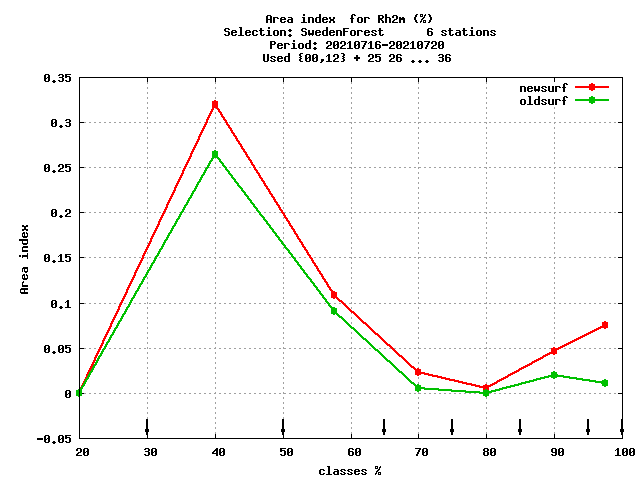 Area index  for Rh2m (%)
Selection: SwedenForest      6 stations
Period: 20210716-20210720
Used {00,12} + 25 26 ... 36
newsurf
oldsurf
0.35
0.3
0.25
0.2
0.15
0.1
0.05
0
-0.05
Area index
20 30 40 50 60 70 80 90 100
classes %